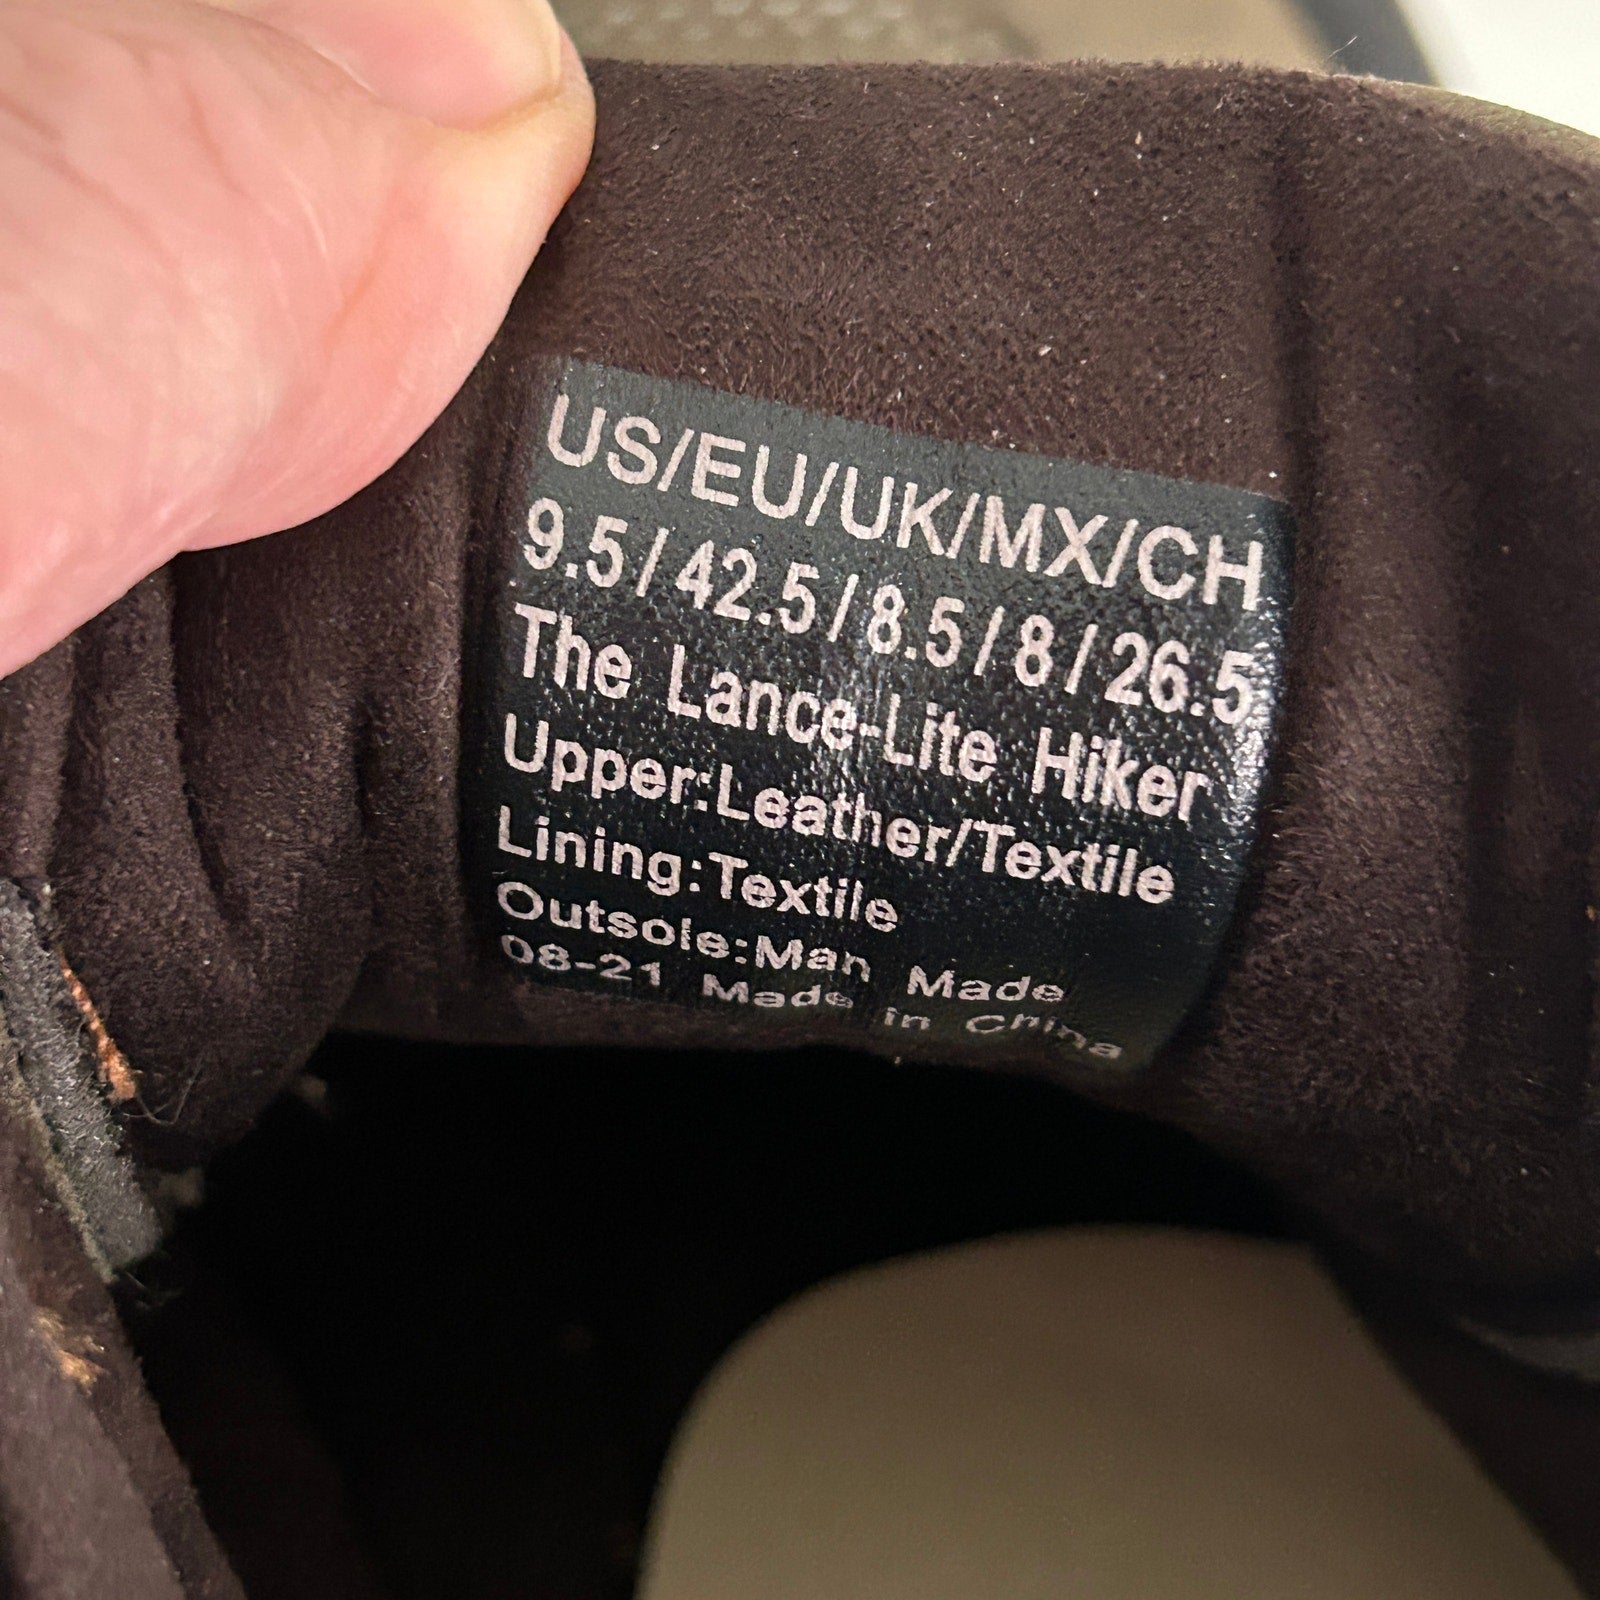 US/EU/UK/MX/CH
9.5/42.5/8.5/8/26.5
The Lance-Lite Hiker
Upper:Leather/Textile
Lining:Textile
Outsole:Man Made
08-21 Made in China